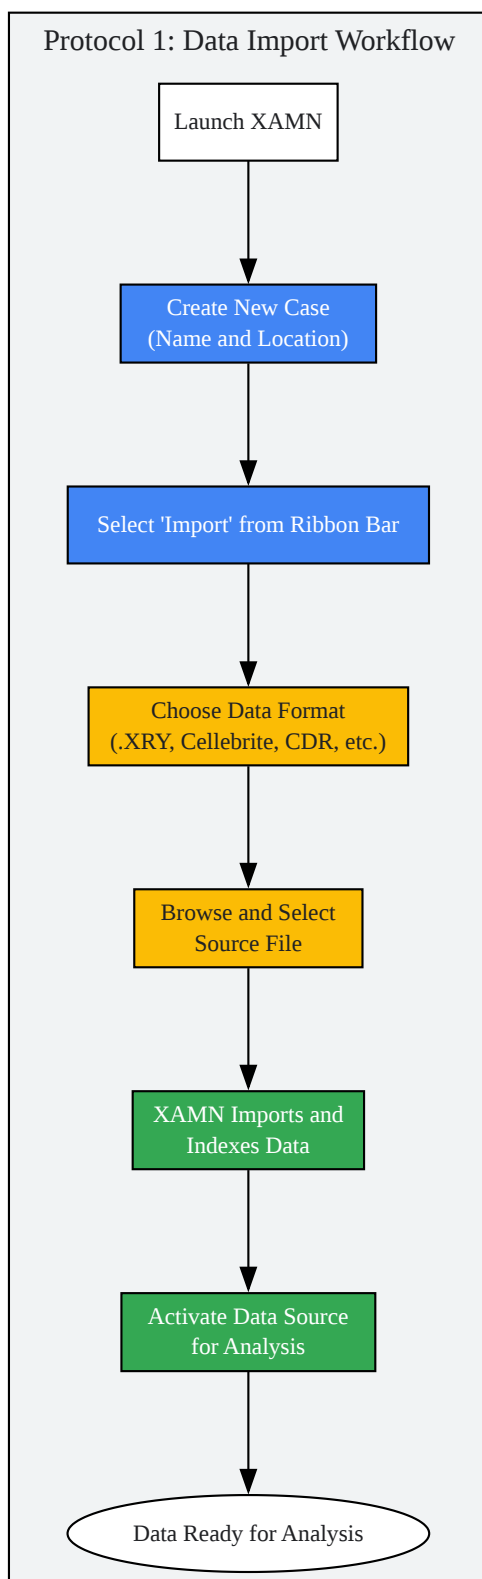 Protocol 1: Data Import Workflow
Launch XAMN
Create New Case
(Name and Location)
Select 'Import' from Ribbon Bar
Choose Data Format
(.XRY, Cellebrite, CDR, etc.)
Browse and Select
Source File
XAMN Imports and
Indexes Data
Activate Data Source
for Analysis
Data Ready for Analysis